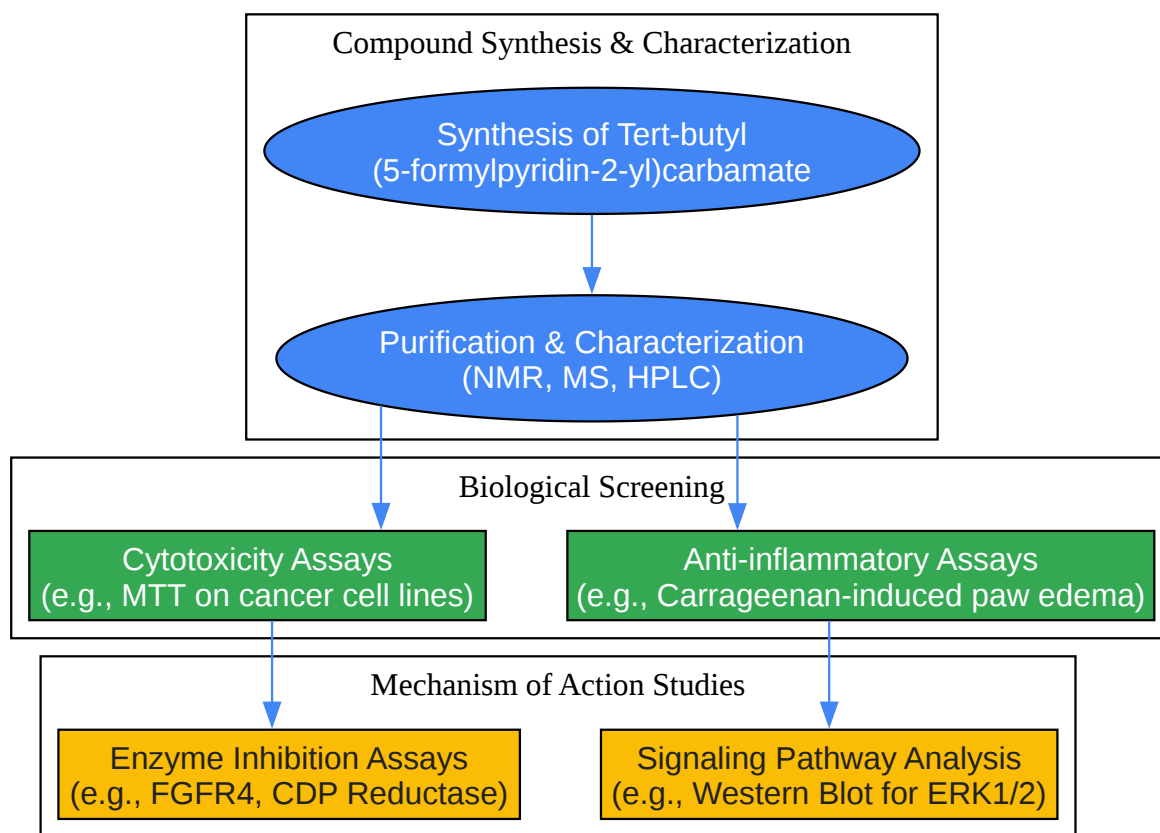 Compound Synthesis & Characterization
Synthesis of Tert-butyl
(5-formylpyridin-2-yl)carbamate
Purification & Characterization
(NMR, MS, HPLC)
Biological Screening
Cytotoxicity Assays
(e.g., MTT on cancer cell lines)
Anti-inflammatory Assays
(e.g., Carrageenan-induced paw edema)
Mechanism of Action Studies
Enzyme Inhibition Assays
(e.g., FGFR4, CDP Reductase)
Signaling Pathway Analysis
(e.g., Western Blot for ERK1/2)